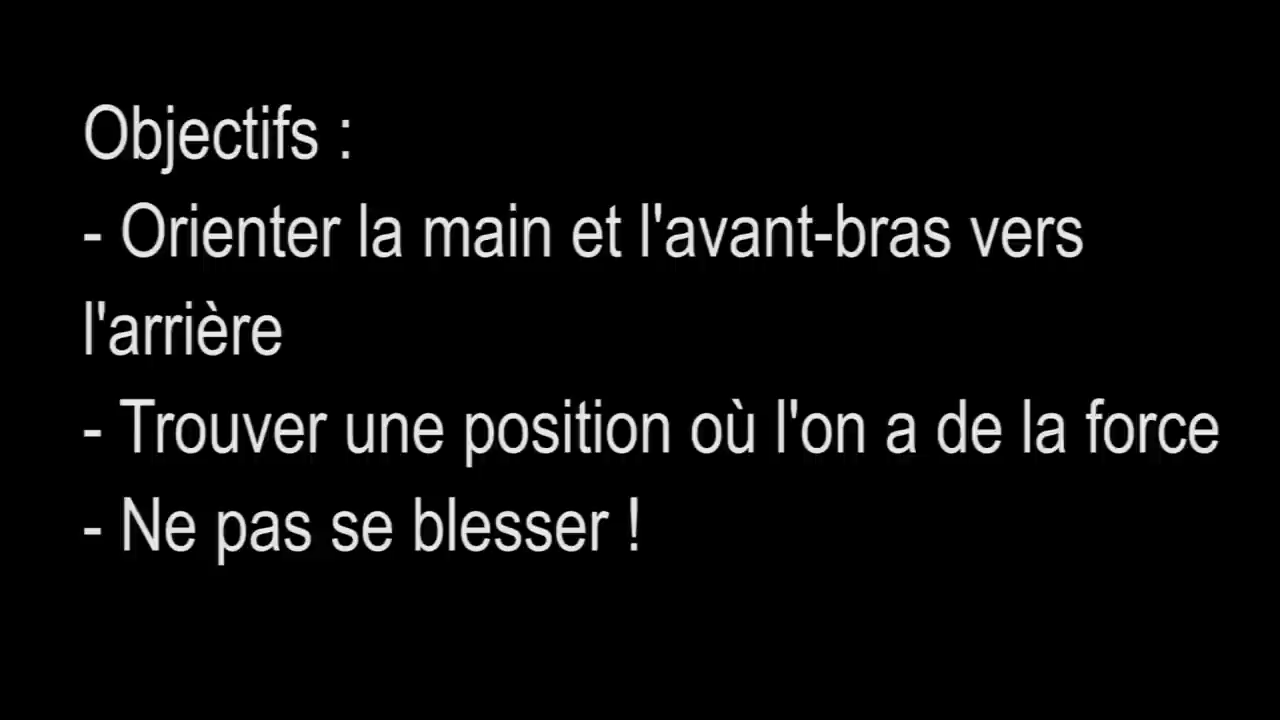 Objectifs :
- Orienter la main et l'avant-bras vers
l'arrière
- Trouver une position où l'on a de la force
- Ne pas se blesser !